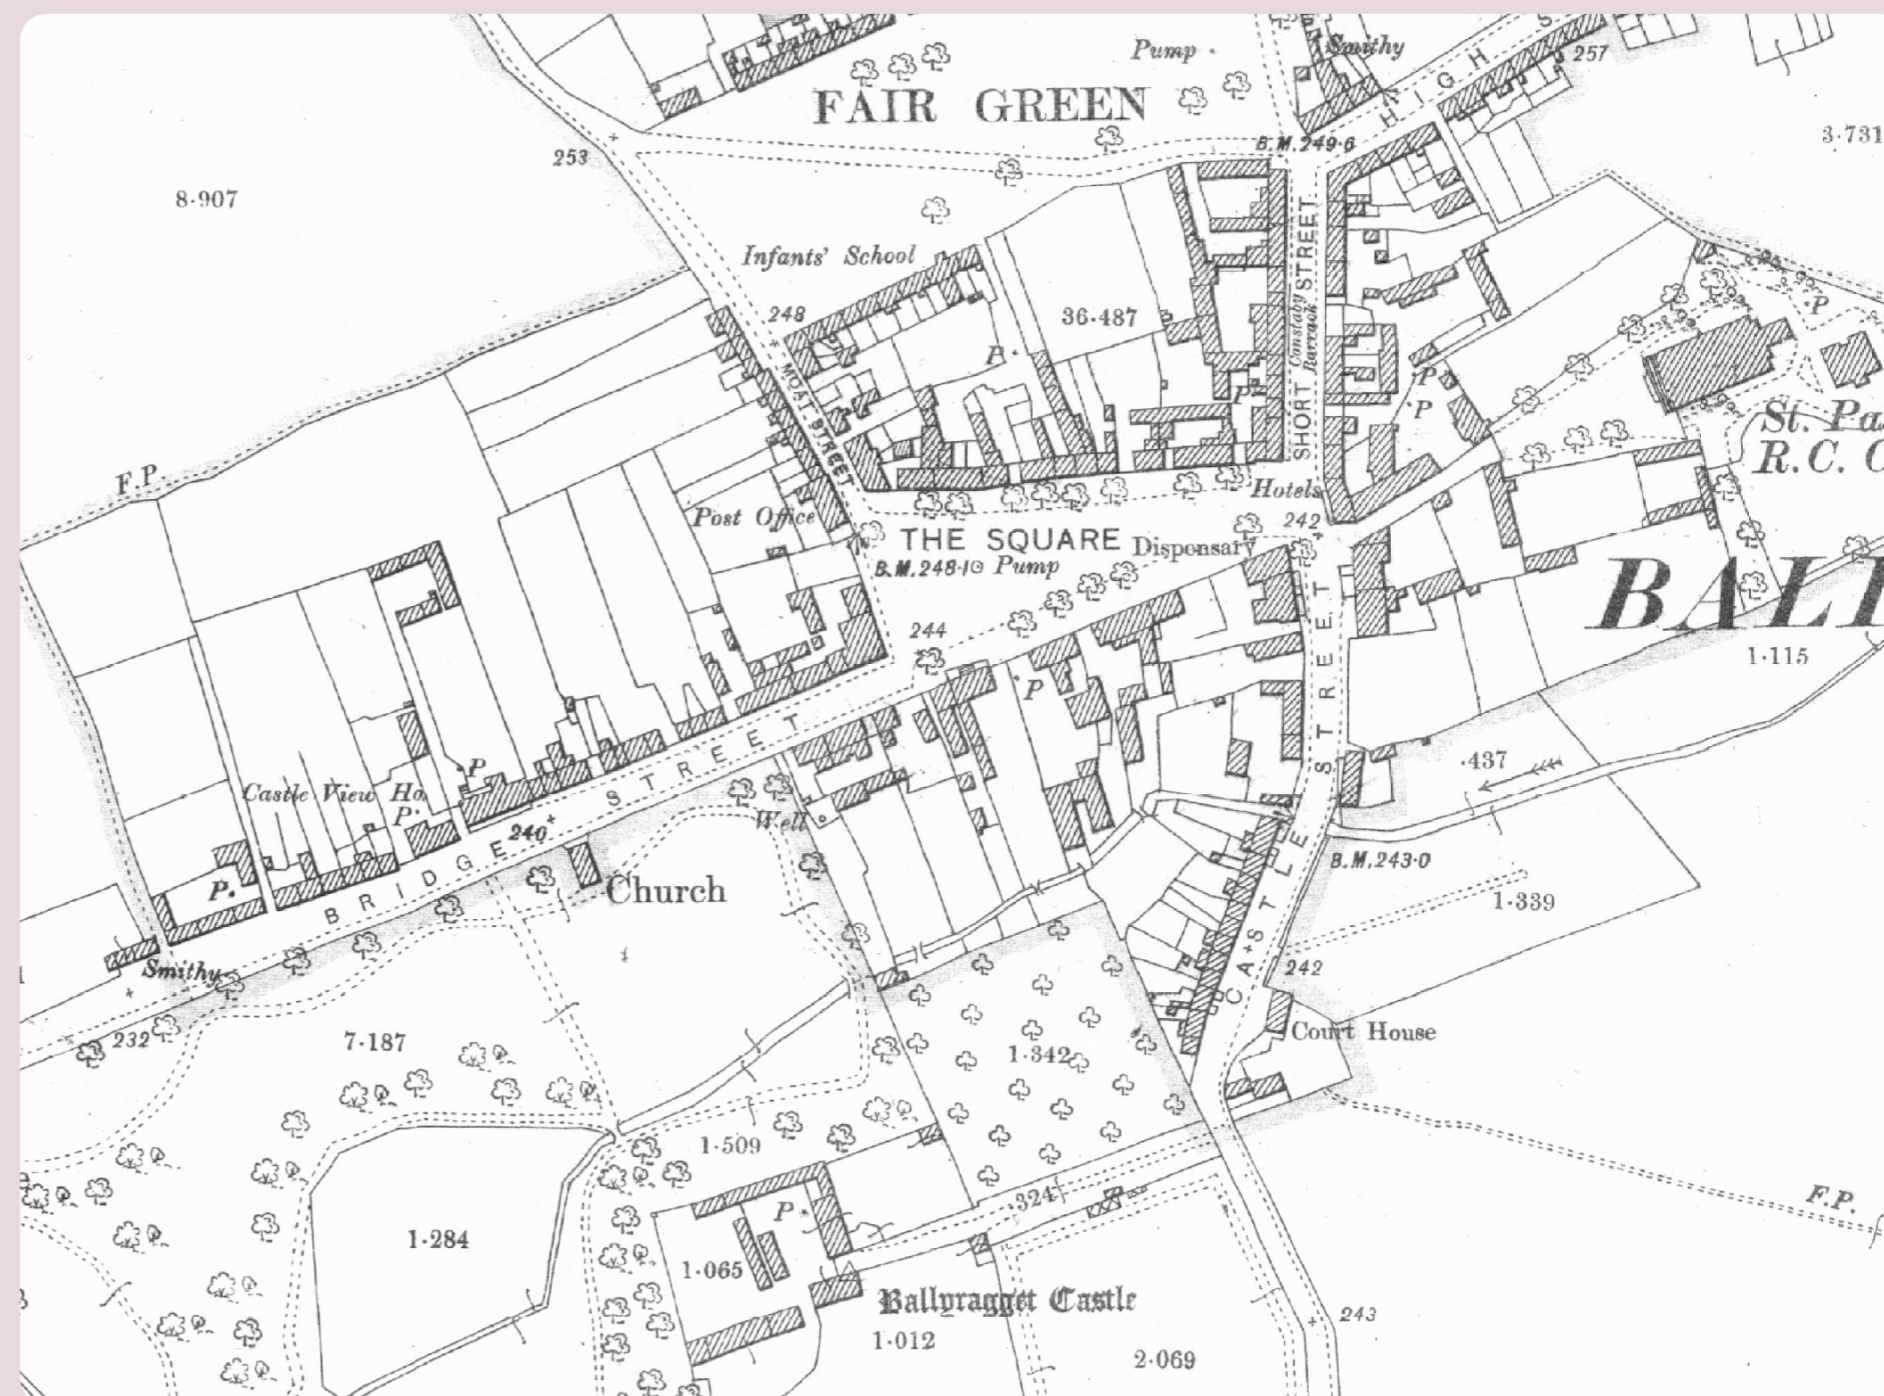 Pump
Smithy
257
FAIR GREEN
HIGH S
B.M. 249·6
3·731
253
8·907
Infants' School
248
36·487
P
Constaby
Barrack
SHORT STREET
P
P
P
P
MOAT STREET
St. Pa
R.C. C
F.P.
Hotels
Post Office
242
THE SQUARE
Dispensary
B.M. 248·1
Pump
BALL
244
1·115
P
·437
P
Castle View Ho.
P
BRIDGE STREET
240
Well
CASTLE STREET
B.M. 243·0
P.
Church
1·339
Smithy
242
232
7·187
1·342
Court House
1·509
324
F.P.
P
1·284
1·065
Ballyragget Castle
1·012
243
2·069